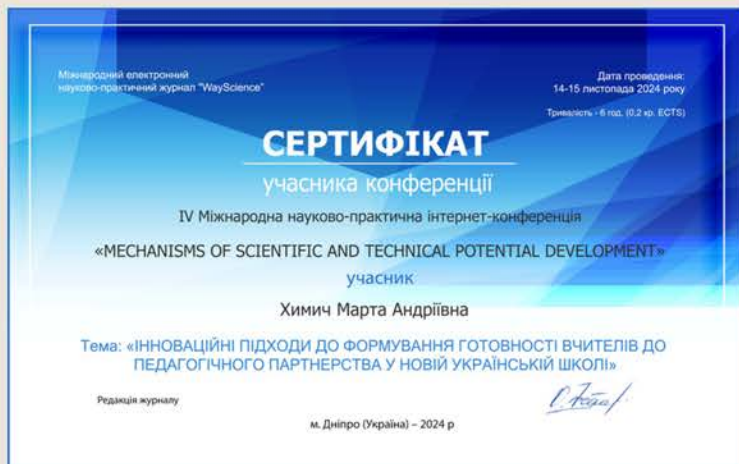 Міжнародний електронний
науково-практичний журнал "WayScience"
Дата проведення:
14-15 листопада 2024 року
Тривалість - 6 год. (0,2 кр. ECTS)
СЕРТИФІКАТ
учасника конференції
IV Міжнародна науково-практична інтернет-конференція
«MECHANISMS OF SCIENTIFIC AND TECHNICAL POTENTIAL DEVELOPMENT»
учасник
Химич Марта Андріївна
Тема: «ІННОВАЦІЙНІ ПІДХОДИ ДО ФОРМУВАННЯ ГОТОВНОСТІ ВЧИТЕЛІВ ДО
ПЕДАГОГІЧНОГО ПАРТНЕРСТВА У НОВІЙ УКРАЇНСЬКІЙ ШКОЛІ»
Редакція журналу
м. Дніпро (Україна) – 2024 р